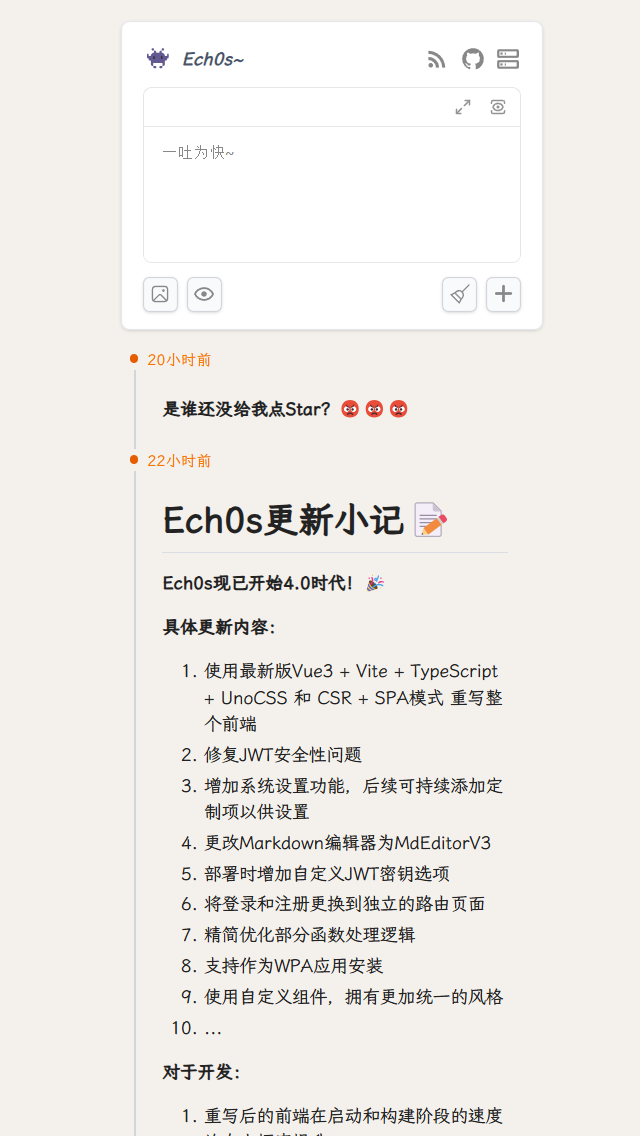 Ech0s~
一吐为快~
20小时前
是谁还没给我点Star? 😡😡😡
22小时前
Ech0s更新小记 📝
Ech0s现已开始4.0时代! 🎉
具体更新内容:
1. 使用最新版Vue3 + Vite + TypeScript
+ UnoCSS 和 CSR + SPA模式 重写整
个前端
2. 修复JWT安全性问题
3. 增加系统设置功能，后续可持续添加定
制项以供设置
4. 更改Markdown编辑器为MdEditorV3
5. 部署时增加自定义JWT密钥选项
6. 将登录和注册更换到独立的路由页面
7. 精简优化部分函数处理逻辑
8. 支持作为WPA应用安装
9. 使用自定义组件，拥有更加统一的风格
10. ...
对于开发:
1. 重写后的前端在启动和构建阶段的速度